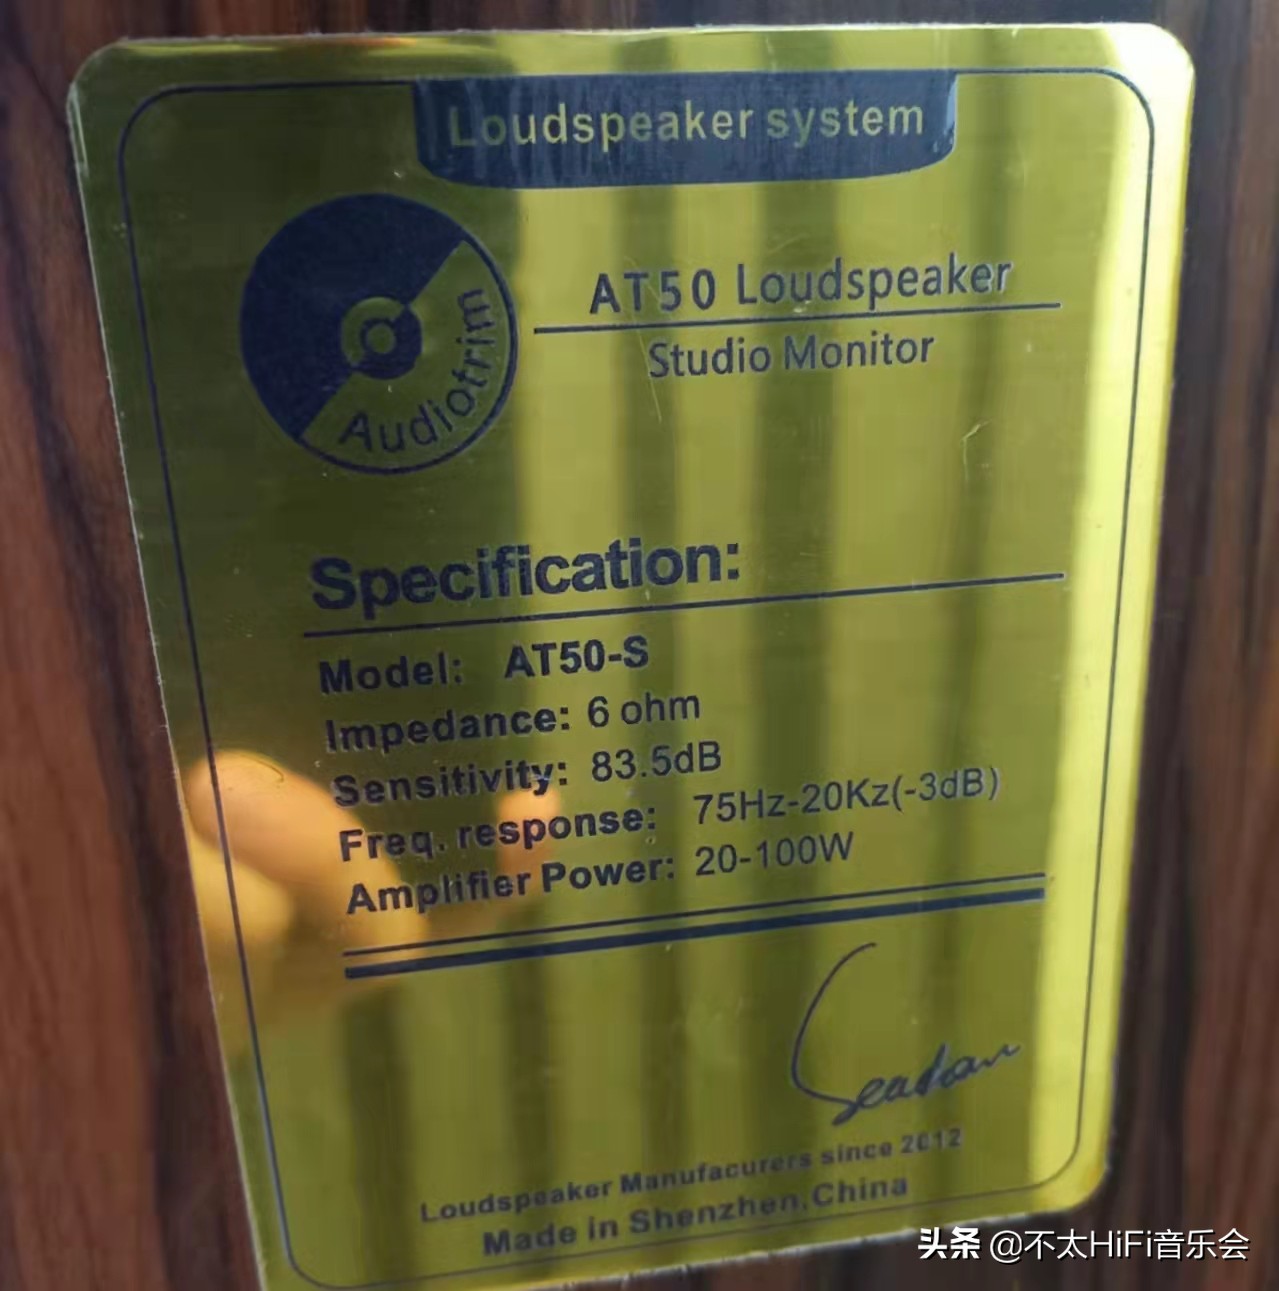 Loudspeaker system
Audiotrim
AT50 Loudspeaker
Studio Monitor
Specification:
Model: AT50-S
Impedance: 6 ohm
Sensitivity: 83.5dB
Freq. response: 75Hz-20Kz(-3dB)
Amplifier Power: 20-100W
Seadan
Loudspeaker Manufacurers since 2012
Made in Shenzhen,China
头条 @不太HiFi音乐会